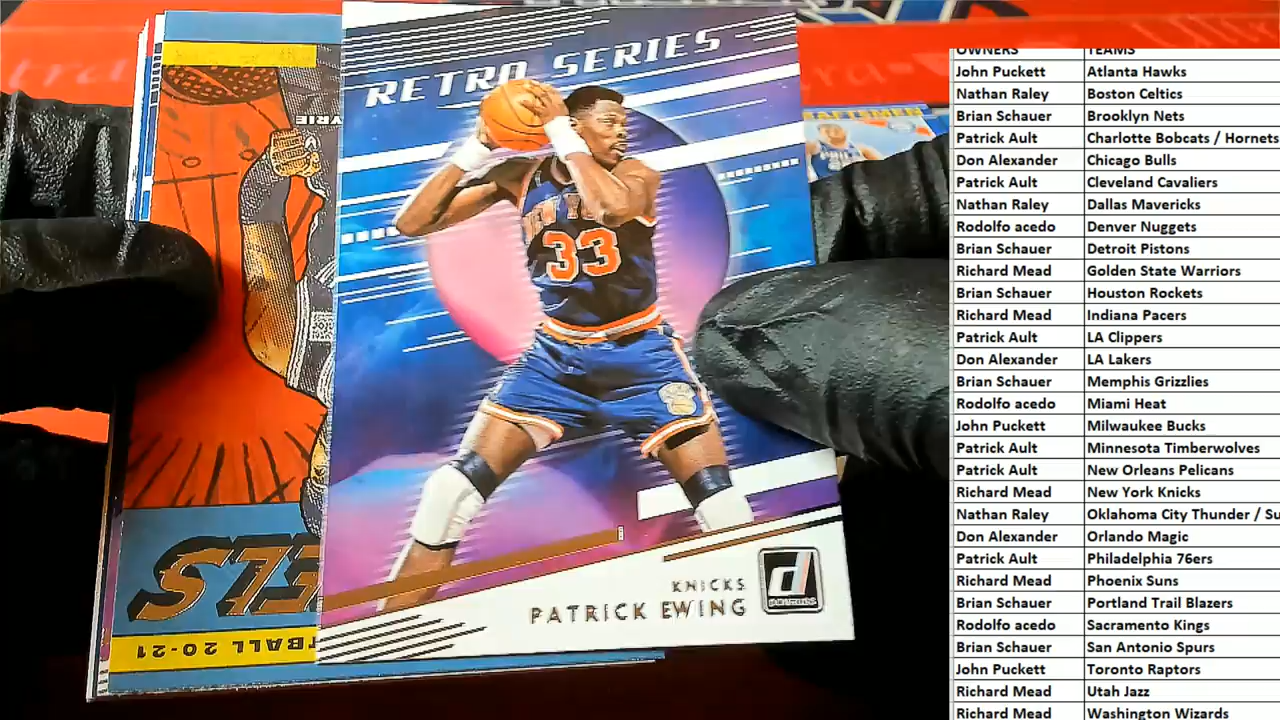 RETRO SERIES
NEW Y
33
KNICKS
PATRICK EWING
d
DONRUSS
VRIE
ELS
TBALL 20-21
RAFTSMEN
OWNERS TEAMS
John Puckett Atlanta Hawks
Nathan Raley Boston Celtics
Brian Schauer Brooklyn Nets
Patrick Ault Charlotte Bobcats / Hornets
Don Alexander Chicago Bulls
Patrick Ault Cleveland Cavaliers
Nathan Raley Dallas Mavericks
Rodolfo acedo Denver Nuggets
Brian Schauer Detroit Pistons
Richard Mead Golden State Warriors
Brian Schauer Houston Rockets
Richard Mead Indiana Pacers
Patrick Ault LA Clippers
Don Alexander LA Lakers
Brian Schauer Memphis Grizzlies
Rodolfo acedo Miami Heat
John Puckett Milwaukee Bucks
Patrick Ault Minnesota Timberwolves
Patrick Ault New Orleans Pelicans
Richard Mead New York Knicks
Nathan Raley Oklahoma City Thunder / Su
Don Alexander Orlando Magic
Patrick Ault Philadelphia 76ers
Richard Mead Phoenix Suns
Brian Schauer Portland Trail Blazers
Rodolfo acedo Sacramento Kings
Brian Schauer San Antonio Spurs
John Puckett Toronto Raptors
Richard Mead Utah Jazz
Richard Mead Washington Wizards